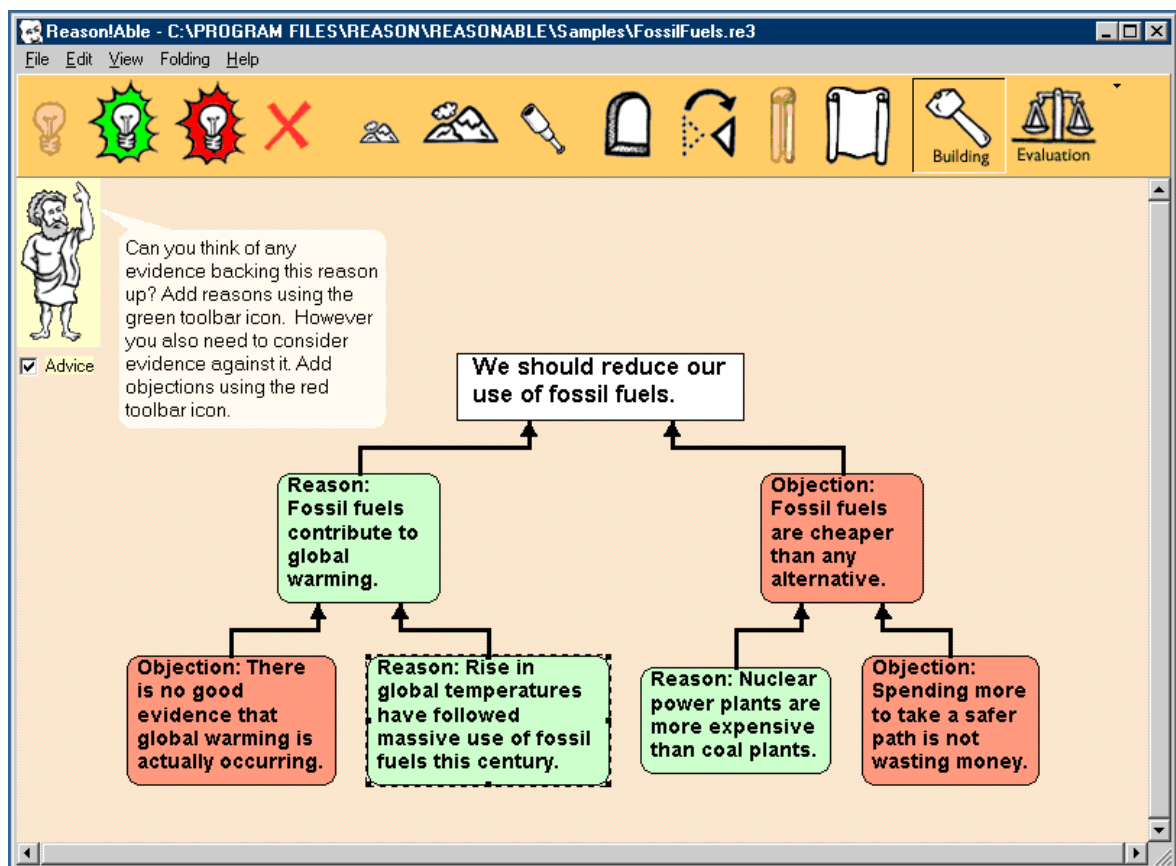 Reason!Able - C:\PROGRAM FILES\REASON\REASONABLE\Samples\FossilFuels.re3
File Edit View Folding Help
Building
Evaluation
Can you think of any
evidence backing this reason
up? Add reasons using the
green toolbar icon.  However
you also need to consider
evidence against it. Add
objections using the red
toolbar icon.
Advice
We should reduce our
use of fossil fuels.
Reason:
Fossil fuels
contribute to
global
warming.
Objection:
Fossil fuels
are cheaper
than any
alternative.
Objection: There
is no good
evidence that
global warming is
actually occurring.
Reason: Rise in
global temperatures
have followed
massive use of fossil
fuels this century.
Reason: Nuclear
power plants are
more expensive
than coal plants.
Objection:
Spending more
to take a safer
path is not
wasting money.